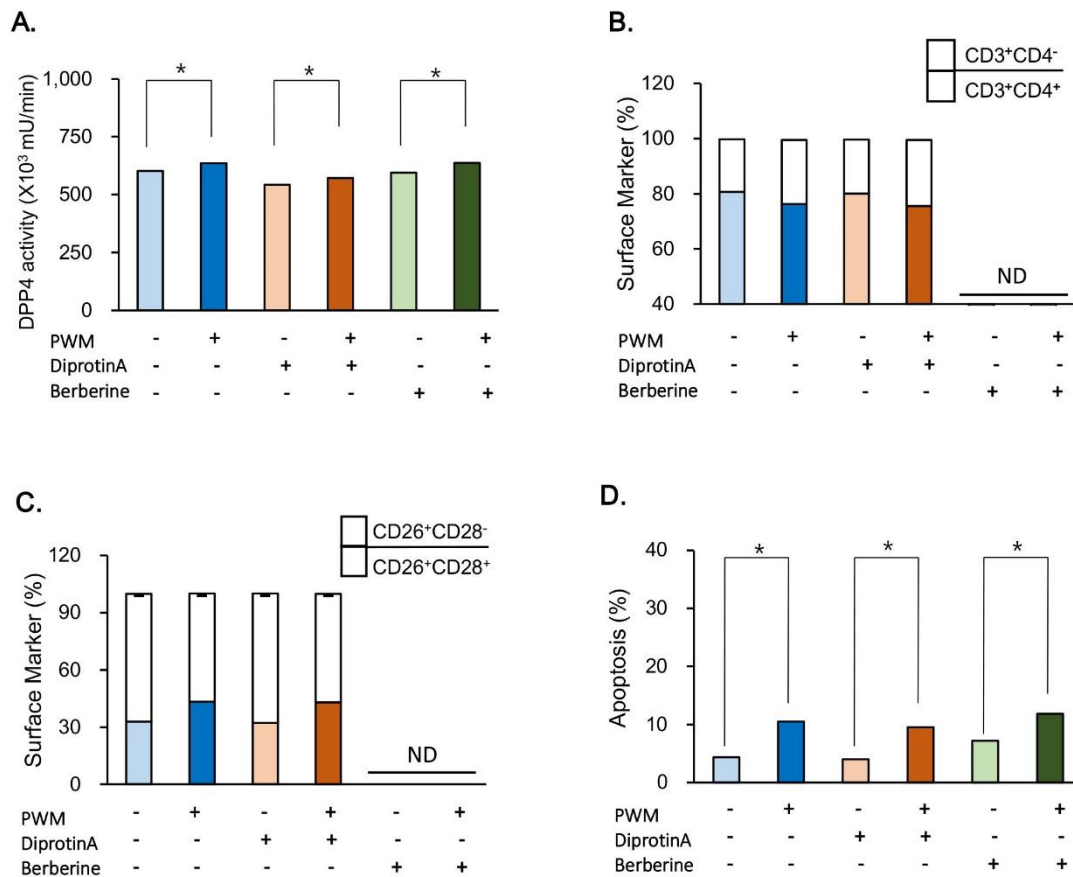 A.
DPP4 activity (X10³ mU/min)
1,000
750
500
250
0
* * *
PWM - + - + - +
DiprotinA - - + + - -
Berberine - - - - + +
B.
CD3⁺CD4⁻
CD3⁺CD4⁺
Surface Marker (%)
120
100
80
60
40
ND
PWM - + - + - +
DiprotinA - - + + - -
Berberine - - - - + +
C.
CD26⁺CD28⁻
CD26⁺CD28⁺
Surface Marker (%)
120
90
60
30
0
ND
PWM - + - + - +
DiprotinA - - + + - -
Berberine - - - - + +
D.
Apoptosis (%)
40
30
20
10
0
* * *
PWM - + - + - +
DiprotinA - - + + - -
Berberine - - - - + +